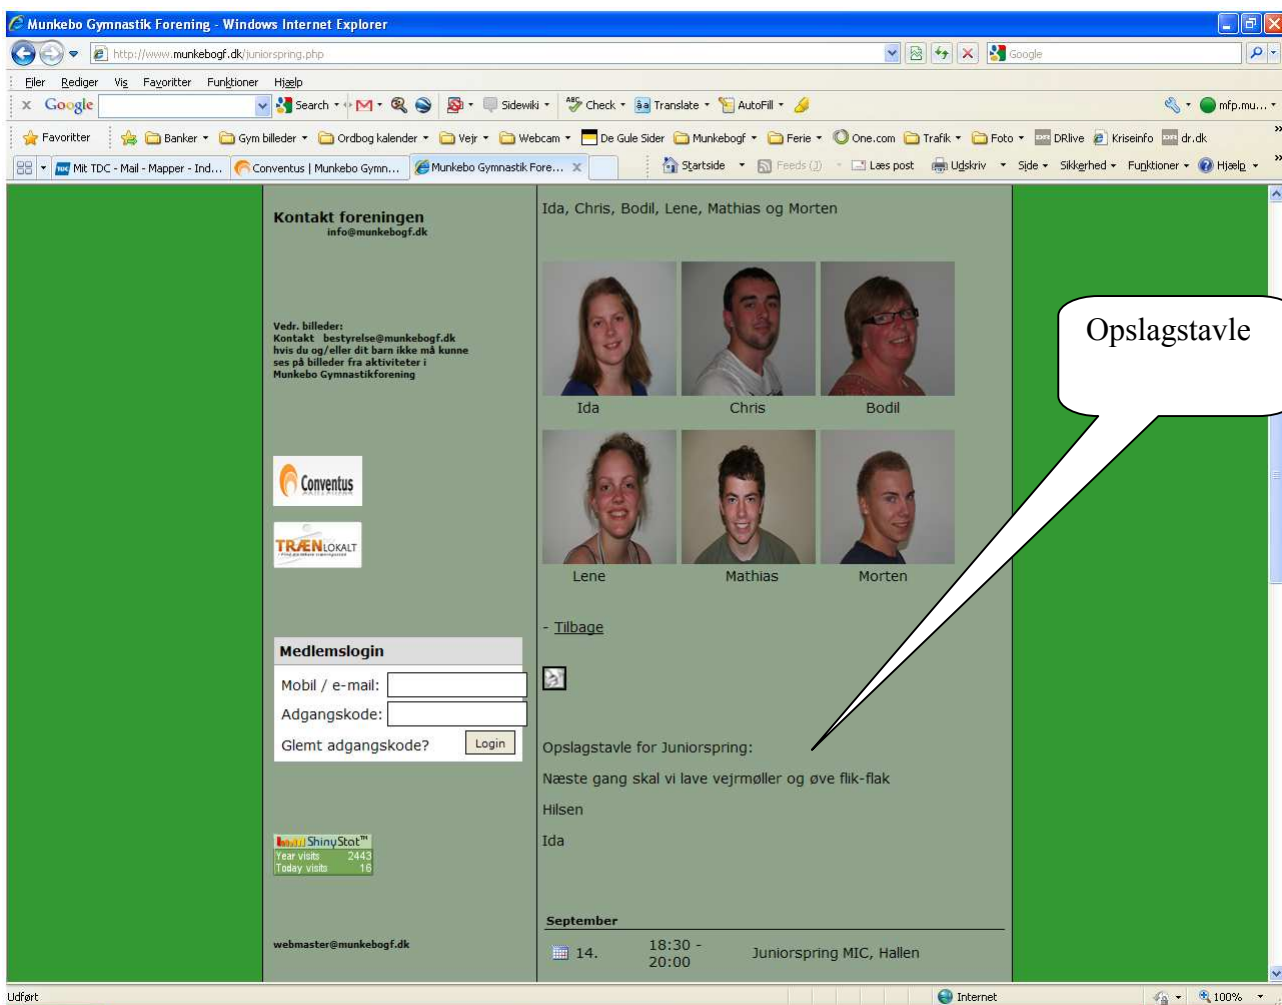 Munkebo Gymnastik Forening - Windows Internet Explorer
http://www.munkebogf.dk/juniorspring.php
Google
Filer Rediger Vis Favoritter Funktioner Hjælp
x Google Search Sidewiki Check Translate AutoFill mfp.mu...
Favoritter Banker Gym billeder Ordbog kalender Vejr Webcam De Gule Sider Munkebogf Ferie One.com Trafik Foto DRlive Kriseinfo dr.dk »
Mit TDC - Mail - Mapper - Ind... Conventus | Munkebo Gymn... Munkebo Gymnastik Fore... X Startside Feeds (J) Læs post Udskriv Side Sikkerhed Funktioner Hjælp »
Kontakt foreningen
info@munkebogf.dk
Vedr. billeder:
Kontakt bestyrelse@munkebogf.dk
hvis du og/eller dit barn ikke må kunne
ses på billeder fra aktiviteter i
Munkebo Gymnastikforening
Conventus
TRÆNLOKALT
Medlemslogin
Mobil / e-mail:
Adgangskode:
Glemt adgangskode? Login
ShinyStat™
Year visits 2443
Today visits 16
webmaster@munkebogf.dk
Ida, Chris, Bodil, Lene, Mathias og Morten
Ida Chris Bodil
Lene Mathias Morten
- Tilbage
Opslagstavle for Juniorspring:
Næste gang skal vi lave vejrmøller og øve flik-flak
Hilsen
Ida
September
14. 18:30 - 20:00 Juniorspring MIC, Hallen
Opslagstavle
Udført Internet 100%